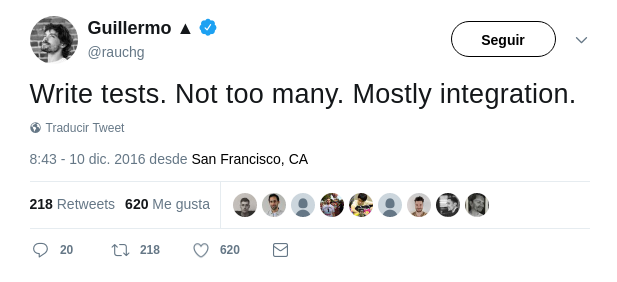 Guillermo ▲
@rauchg
Seguir
Write tests. Not too many. Mostly integration.
Traducir Tweet
8:43 - 10 dic. 2016 desde San Francisco, CA
218 Retweets 620 Me gusta
20 218 620